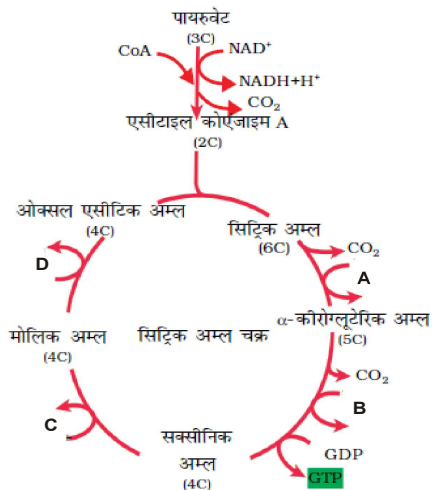 पायरुवेट
(3C)
CoA
NAD⁺
NADH+H⁺
CO₂
एसीटाइल कोएंजाइम A
(2C)
ओक्सल एसीटिक अम्ल
(4C)
सिट्रिक अम्ल
(6C)
CO₂
D
A
मोलिक अम्ल
(4C)
सिट्रिक अम्ल चक्र
α-कीरोग्लूटेरिक अम्ल
(5C)
CO₂
B
C
सक्सीनिक
अम्ल
(4C)
GDP
GTP